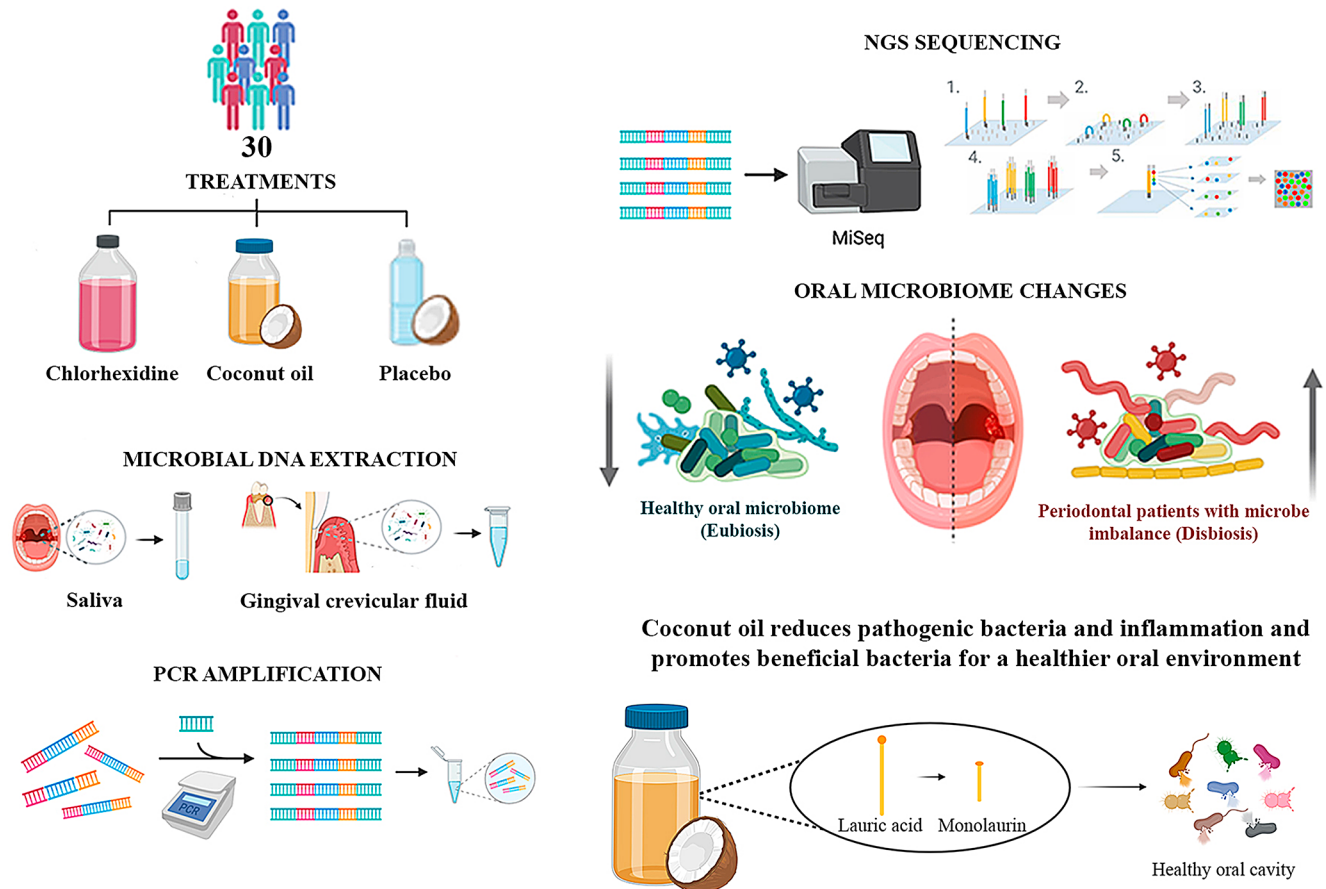 30
TREATMENTS
Chlorhexidine
Coconut oil
Placebo
MICROBIAL DNA EXTRACTION
Saliva
Gingival crevicular fluid
PCR AMPLIFICATION
PCR
NGS SEQUENCING
1.
2.
3.
4.
5.
MiSeq
ORAL MICROBIOME CHANGES
Healthy oral microbiome
(Eubiosis)
Periodontal patients with microbe
imbalance (Disbiosis)
Coconut oil reduces pathogenic bacteria and inflammation and
promotes beneficial bacteria for a healthier oral environment
Lauric acid
Monolaurin
Healthy oral cavity